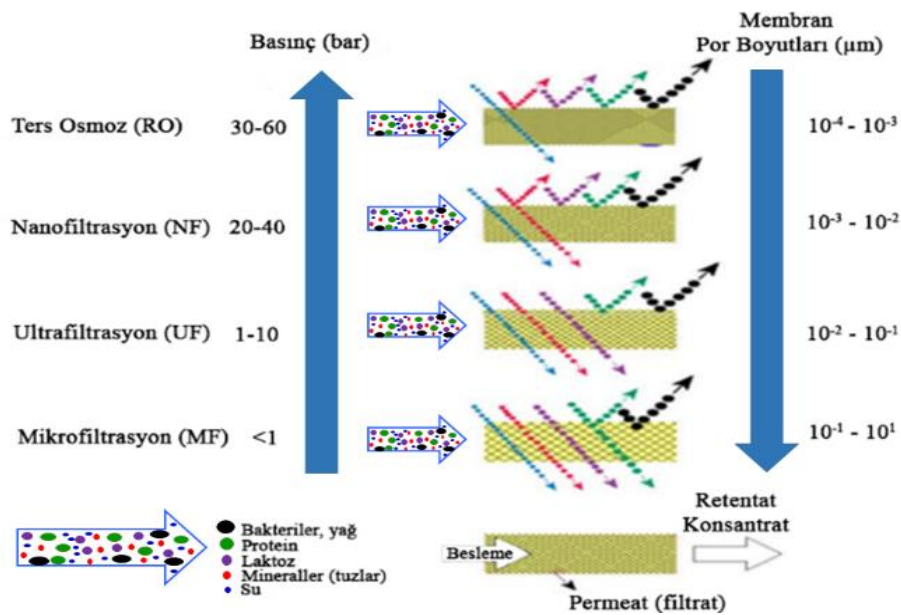 Basınç (bar)
Membran
Por Boyutları (µm)
Ters Osmoz (RO) 30-60 10⁻⁴ - 10⁻³
Nanofiltrasyon (NF) 20-40 10⁻³ - 10⁻²
Ultrafiltrasyon (UF) 1-10 10⁻² - 10⁻¹
Mikrofiltrasyon (MF) <1 10⁻¹ - 10¹
Bakteriler, yağ
Protein
Laktoz
Mineraller (tuzlar)
Su
Besleme
Retentat
Konsantrat
Permeat (filtrat)